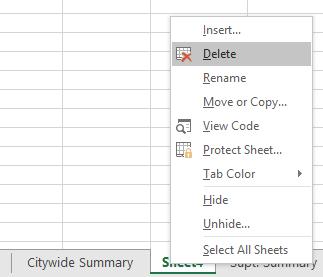 Insert...
Delete
Rename
Move or Copy...
View Code
Protect Sheet...
Tab Color
Hide
Unhide...
Select All Sheets
Citywide Summary Sheet4 Supt. Summary